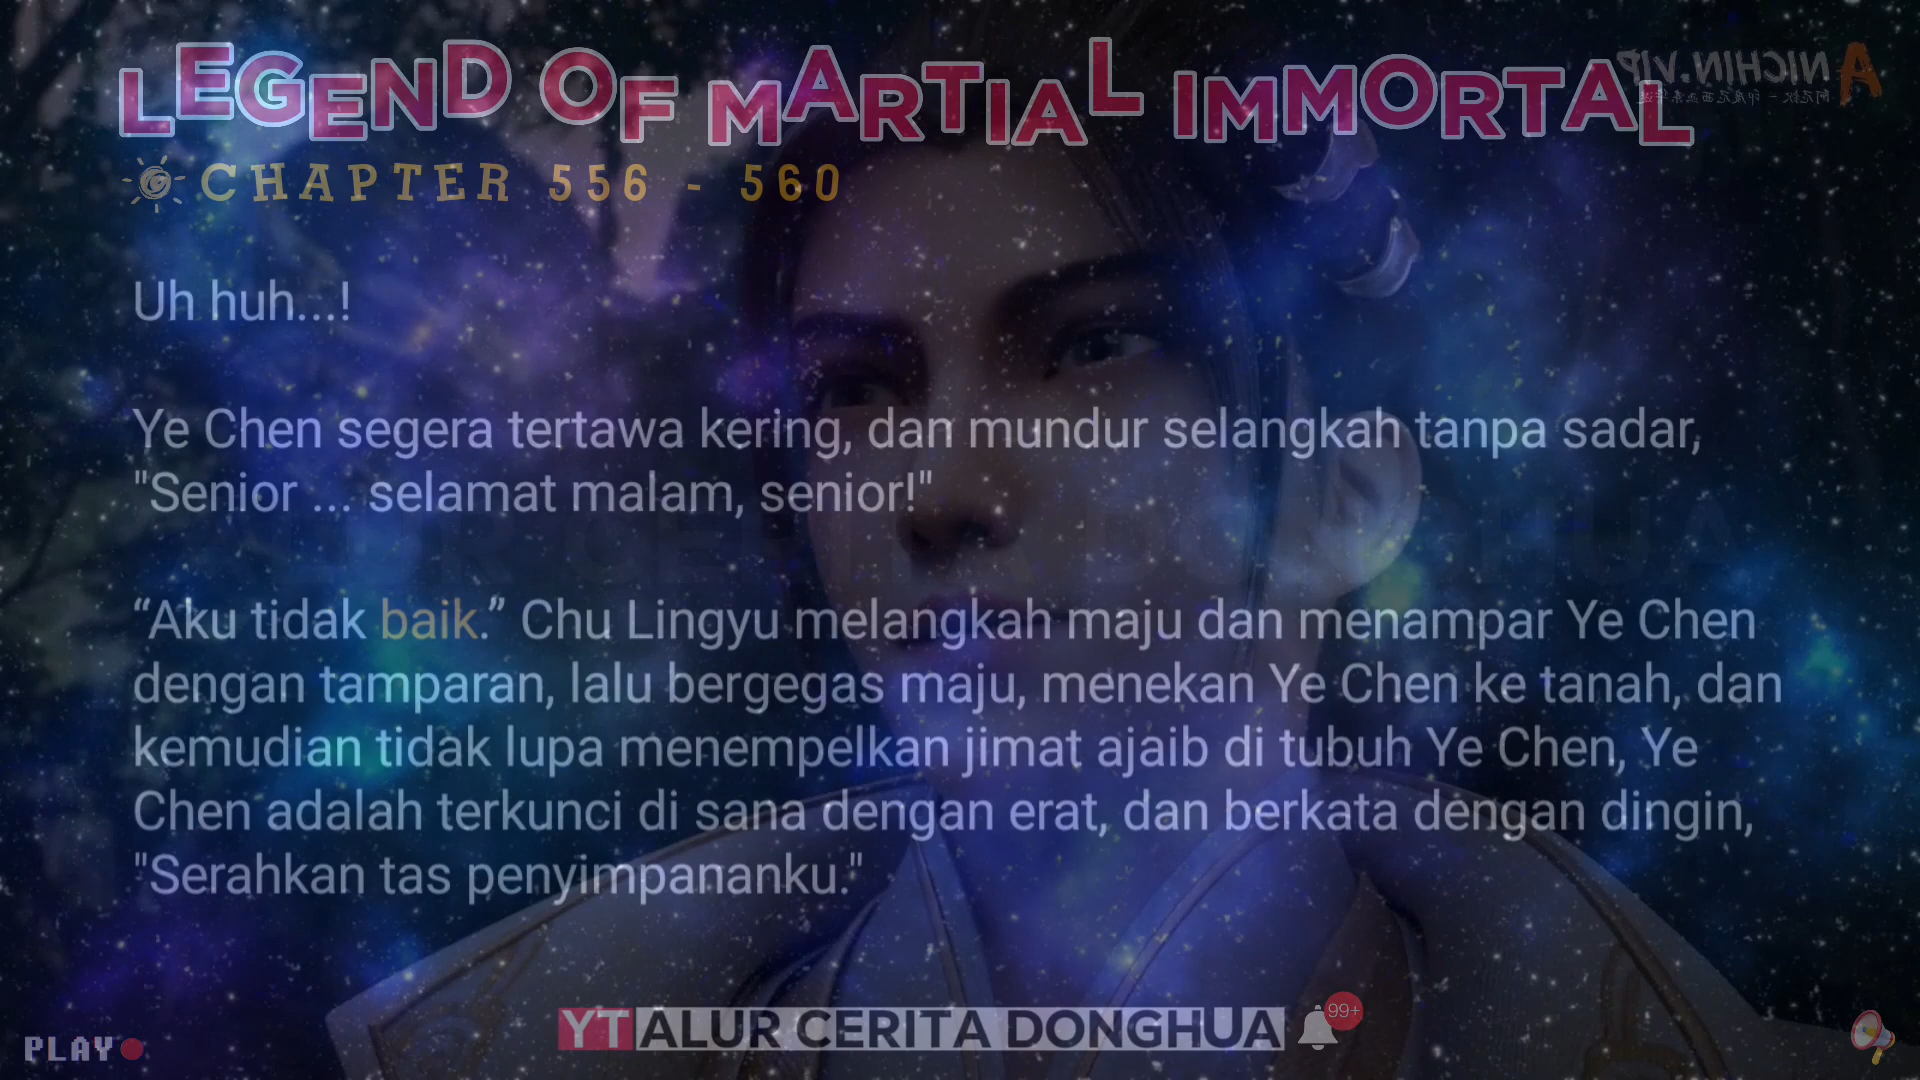 LEGEND OF MARTIAL IMMORTAL
ANICHIN.VIP
CHAPTER 556 - 560
Uh huh...!
Ye Chen segera tertawa kering, dan mundur selangkah tanpa sadar,
"Senior ... selamat malam, senior!"
ALUR CERITA DONGHUA
“Aku tidak baik.” Chu Lingyu melangkah maju dan menampar Ye Chen
dengan tamparan, lalu bergegas maju, menekan Ye Chen ke tanah, dan
kemudian tidak lupa menempelkan jimat ajaib di tubuh Ye Chen, Ye
Chen adalah terkunci di sana dengan erat, dan berkata dengan dingin,
"Serahkan tas penyimpananku."
YT ALUR CERITA DONGHUA
99+
PLAY